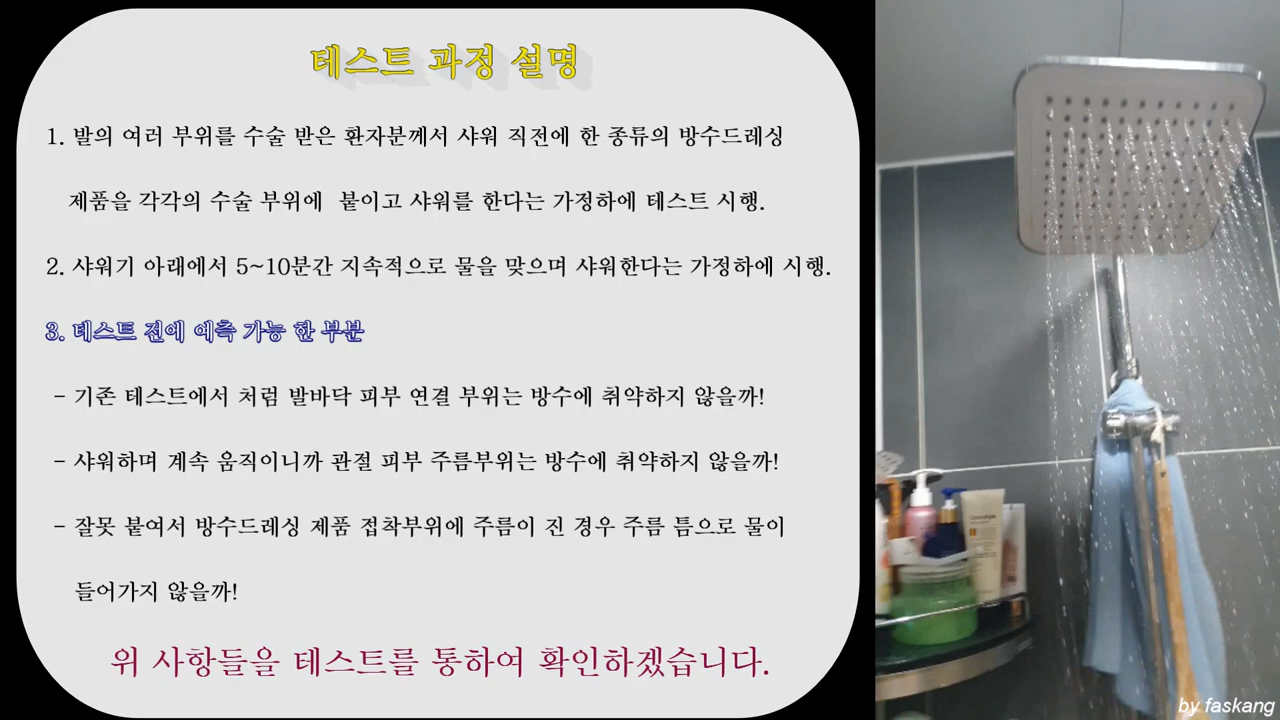 테스트 과정 설명
1. 발의 여러 부위를 수술 받은 환자분께서 샤워 직전에 한 종류의 방수드레싱
제품을 각각의 수술 부위에 붙이고 샤워를 한다는 가정하에 테스트 시행.
2. 샤워기 아래에서 5~10분간 지속적으로 물을 맞으며 샤워한다는 가정하에 시행.
3. 테스트 전에 예측 가능 한 부분
- 기존 테스트에서 처럼 발바닥 피부 연결 부위는 방수에 취약하지 않을까!
- 샤워하며 계속 움직이니까 관절 피부 주름부위는 방수에 취약하지 않을까!
- 잘못 붙여서 방수드레싱 제품 접착부위에 주름이 진 경우 주름 틈으로 물이
들어가지 않을까!
위 사항들을 테스트를 통하여 확인하겠습니다.
by faskang